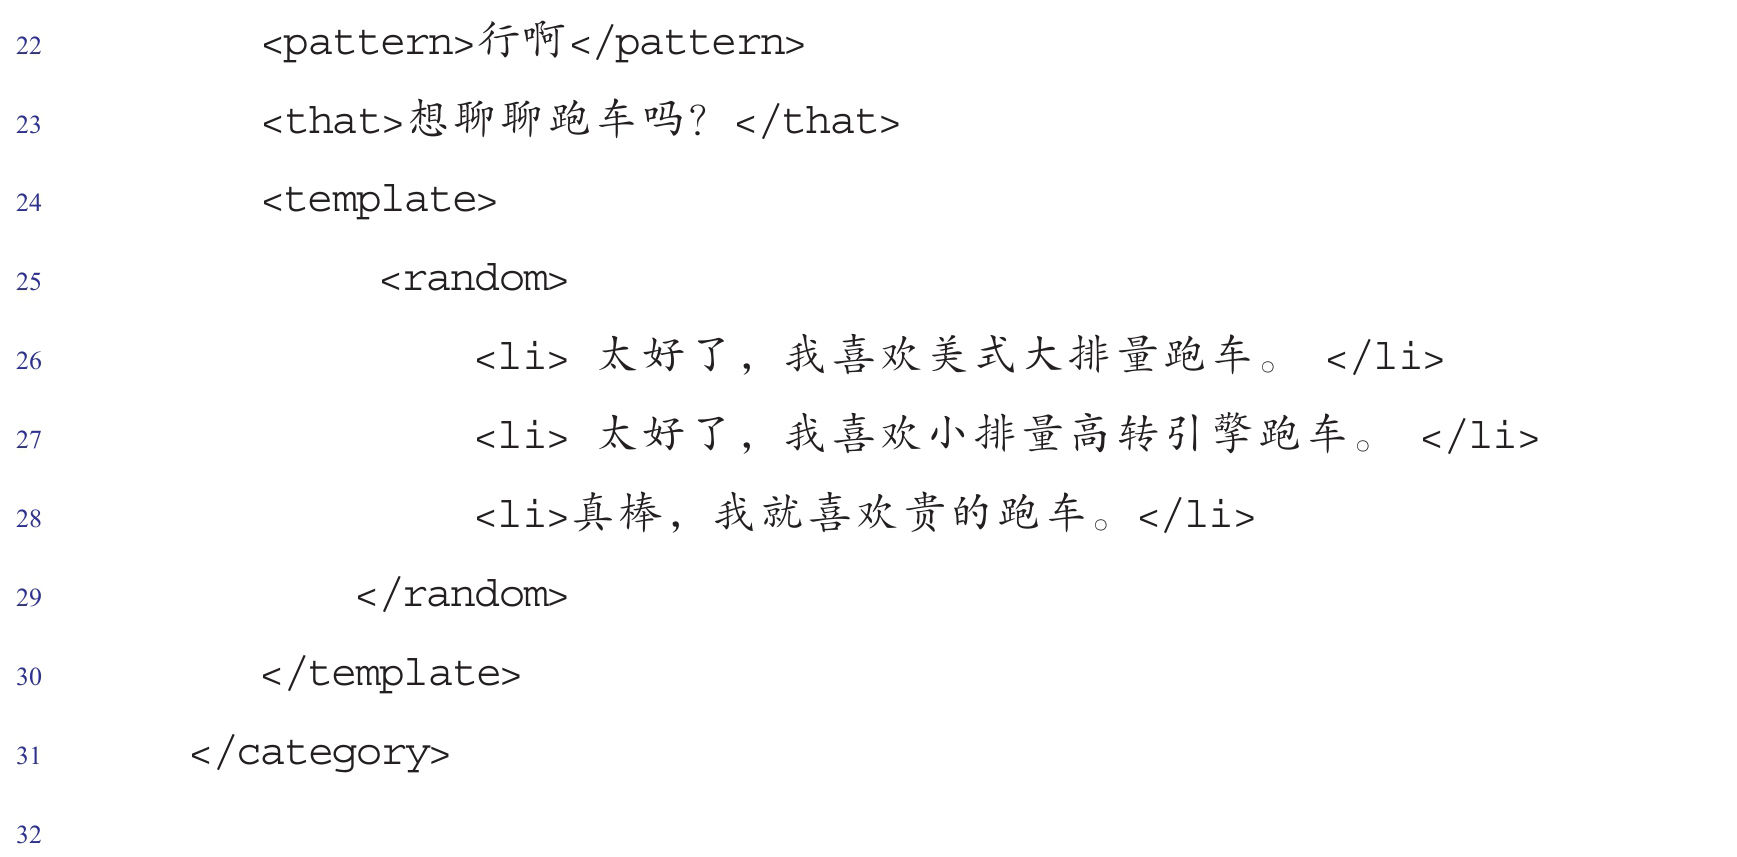 22 <pattern>行啊</pattern>
23 <that>想聊聊跑车吗？</that>
24 <template>
25 <random>
26 <li> 太好了，我喜欢美式大排量跑车。 </li>
27 <li> 太好了，我喜欢小排量高转引擎跑车。 </li>
28 <li>真棒，我就喜欢贵的跑车。</li>
29 </random>
30 </template>
31 </category>
32